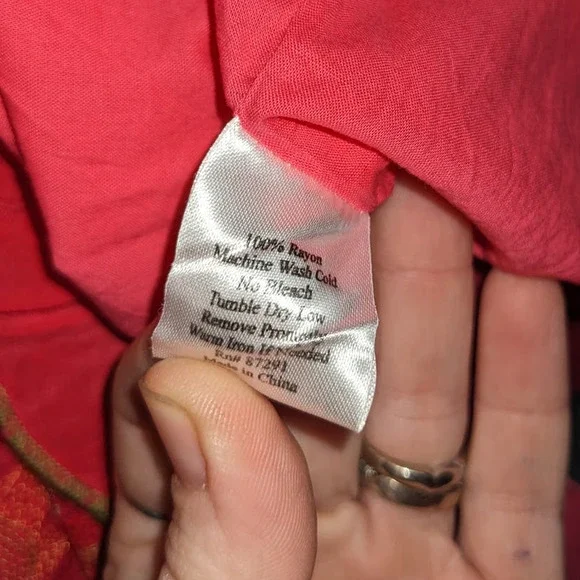 100% Rayon
Machine Wash Cold
No Bleach
Tumble Dry Low
Remove Promptly
Warm Iron If Needed
Rn# 87291
Made in China